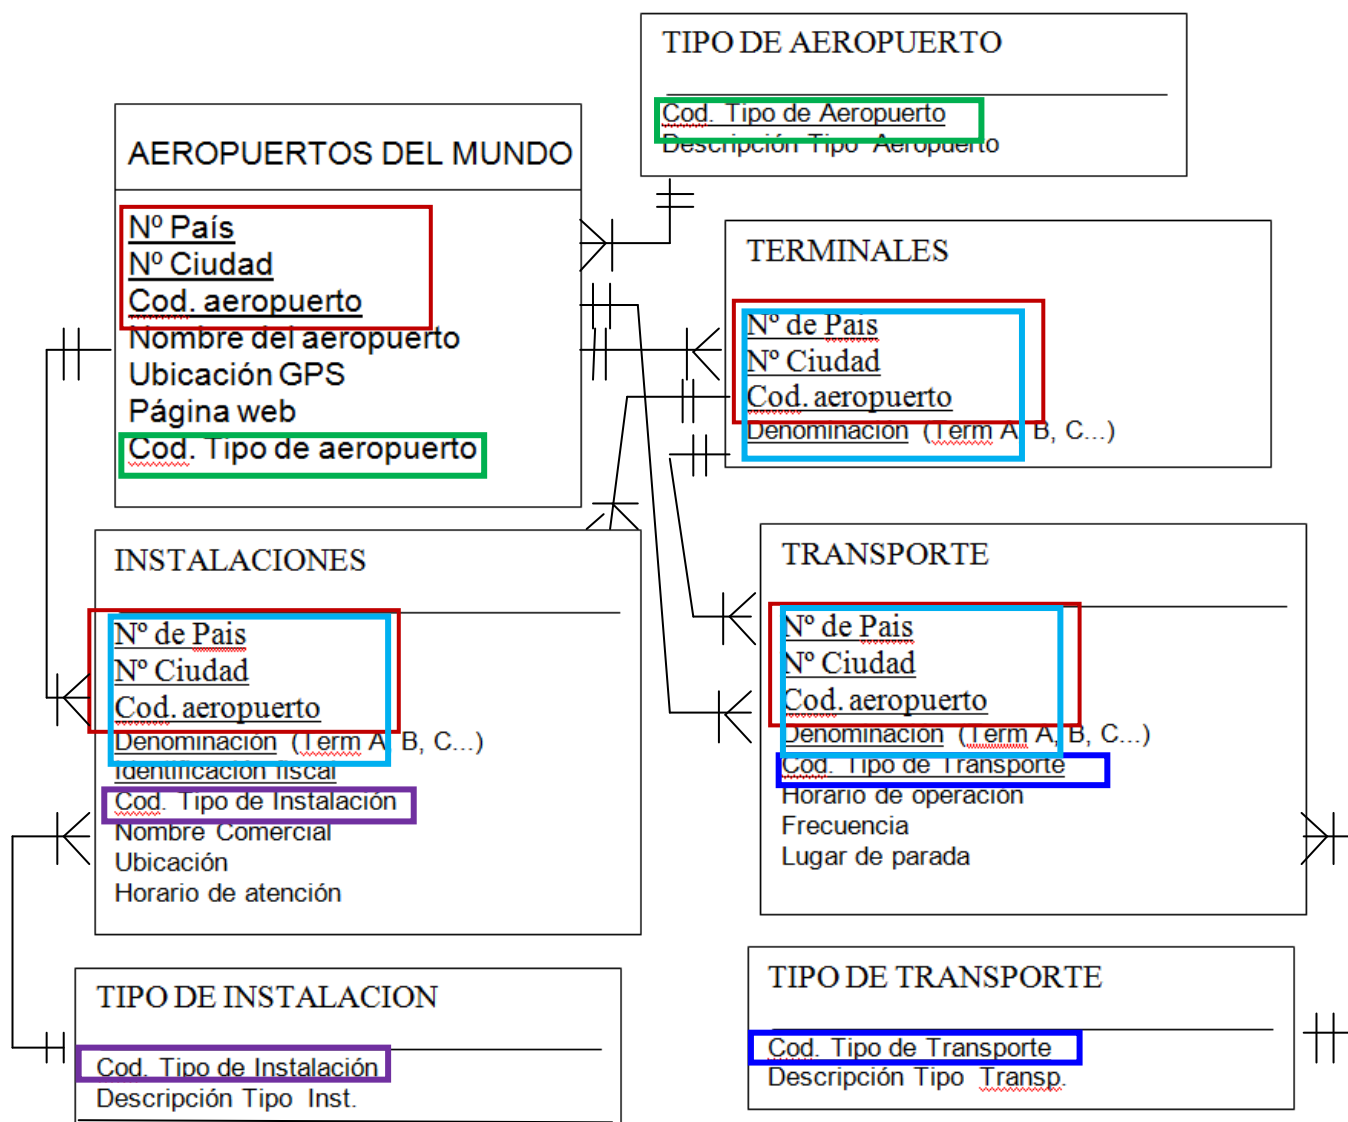 TIPO DE AEROPUERTO
Cod. Tipo de Aeropuerto
Descripción Tipo Aeropuerto
AEROPUERTOS DEL MUNDO
Nº País
Nº Ciudad
Cod. aeropuerto
Nombre del aeropuerto
Ubicación GPS
Página web
Cod. Tipo de aeropuerto
TERMINALES
Nº de Pais
Nº Ciudad
Cod. aeropuerto
Denominación (Term A, B, C...)
INSTALACIONES
Nº de Pais
Nº Ciudad
Cod. aeropuerto
Denominación (Term A, B, C...)
Identificación fiscal
Cod. Tipo de Instalación
Nombre Comercial
Ubicación
Horario de atención
TRANSPORTE
Nº de Pais
Nº Ciudad
Cod. aeropuerto
Denominación (Term A, B, C...)
Cod. Tipo de Transporte
Horario de operación
Frecuencia
Lugar de parada
TIPO DE INSTALACION
Cod. Tipo de Instalación
Descripción Tipo Inst.
TIPO DE TRANSPORTE
Cod. Tipo de Transporte
Descripción Tipo Transp.